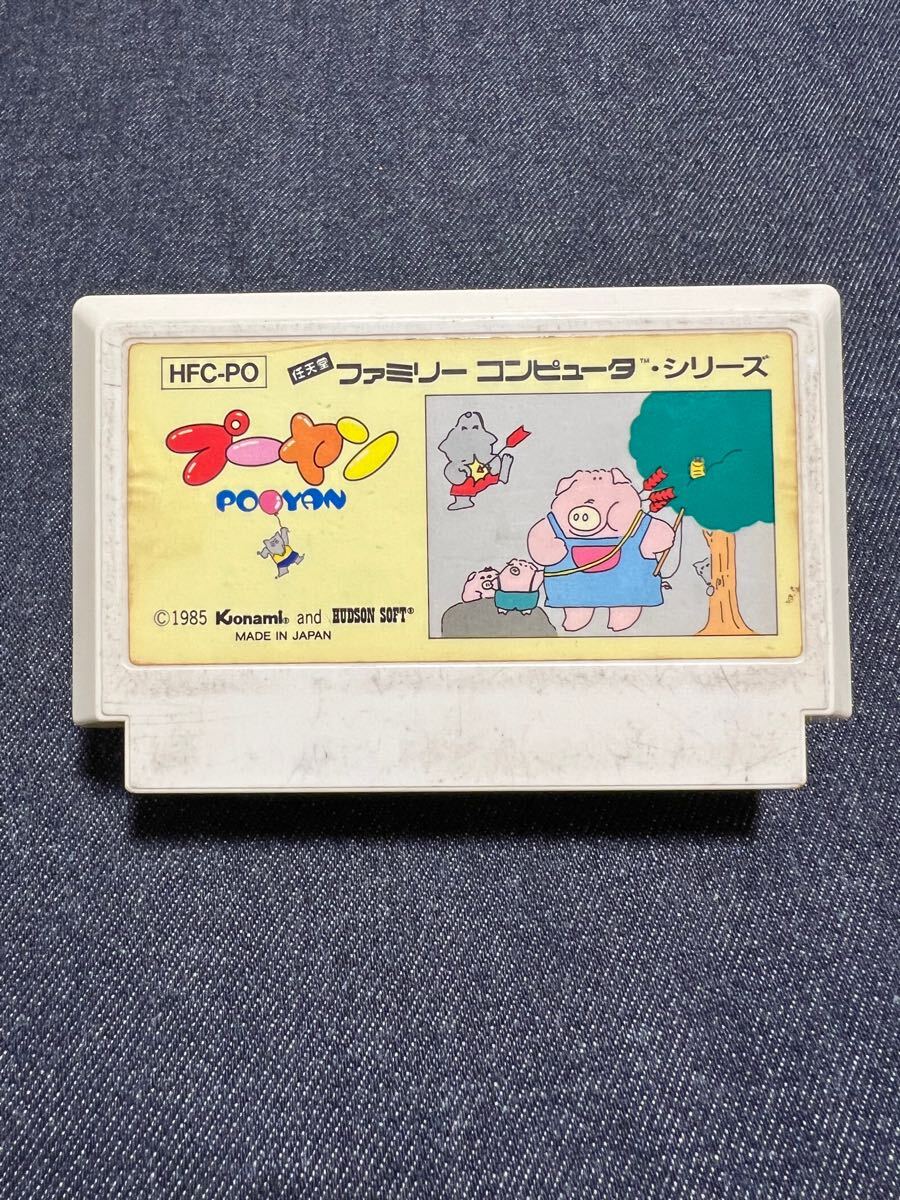 HFC-PO
任天堂 ファミリー コンピュータ™・シリーズ
プーヤン
POOYAN
©1985 Konami® and HUDSON SOFT®
MADE IN JAPAN